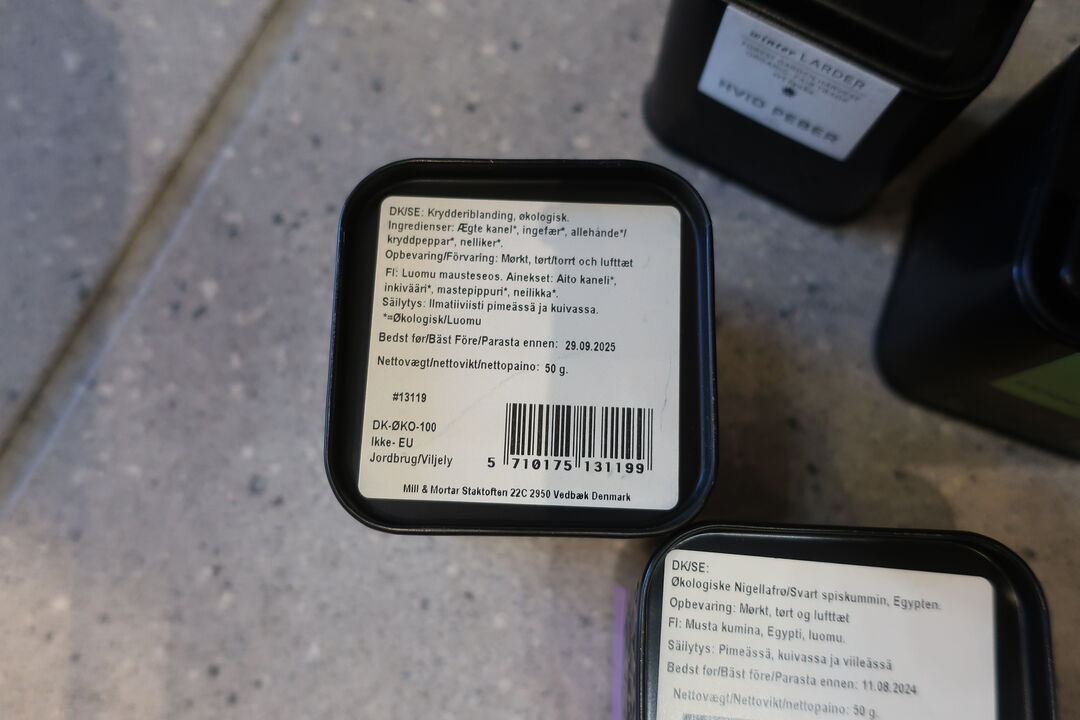 winter LARDER
HVID PEBER
DK/SE: Krydderiblanding, økologisk.
Ingredienser: Ægte kanel*, ingefær*, allehånde*/
kryddpeppar*, nelliker*.
Opbevaring/Förvaring: Mørkt, tørt/torrt och lufttæt
FI: Luomu mausteseos. Ainekset: Aito kaneli*,
inkivääri*, mastepippuri*, neilikka*.
Säilytys: Ilmatiiviisti pimeässä ja kuivassa.
*=Økologisk/Luomu
Bedst før/Bäst Före/Parasta ennen: 29.09.2025
Nettovægt/nettovikt/nettopaino: 50 g.
#13119
DK-ØKO-100
Ikke- EU
Jordbrug/Viljely
5 710175 131199
Mill & Mortar Staktoften 22C 2950 Vedbæk Denmark
DK/SE:
Økologiske Nigellafrø/Svart spiskummin, Egypten.
Opbevaring: Mørkt, tørt og lufttæt
FI: Musta kumina, Egypti, luomu.
Säilytys: Pimeässä, kuivassa ja viileässä
Bedst før/Bäst före/Parasta ennen: 11.08.2024
Nettovægt/Nettovikt/nettopaino: 50 g.